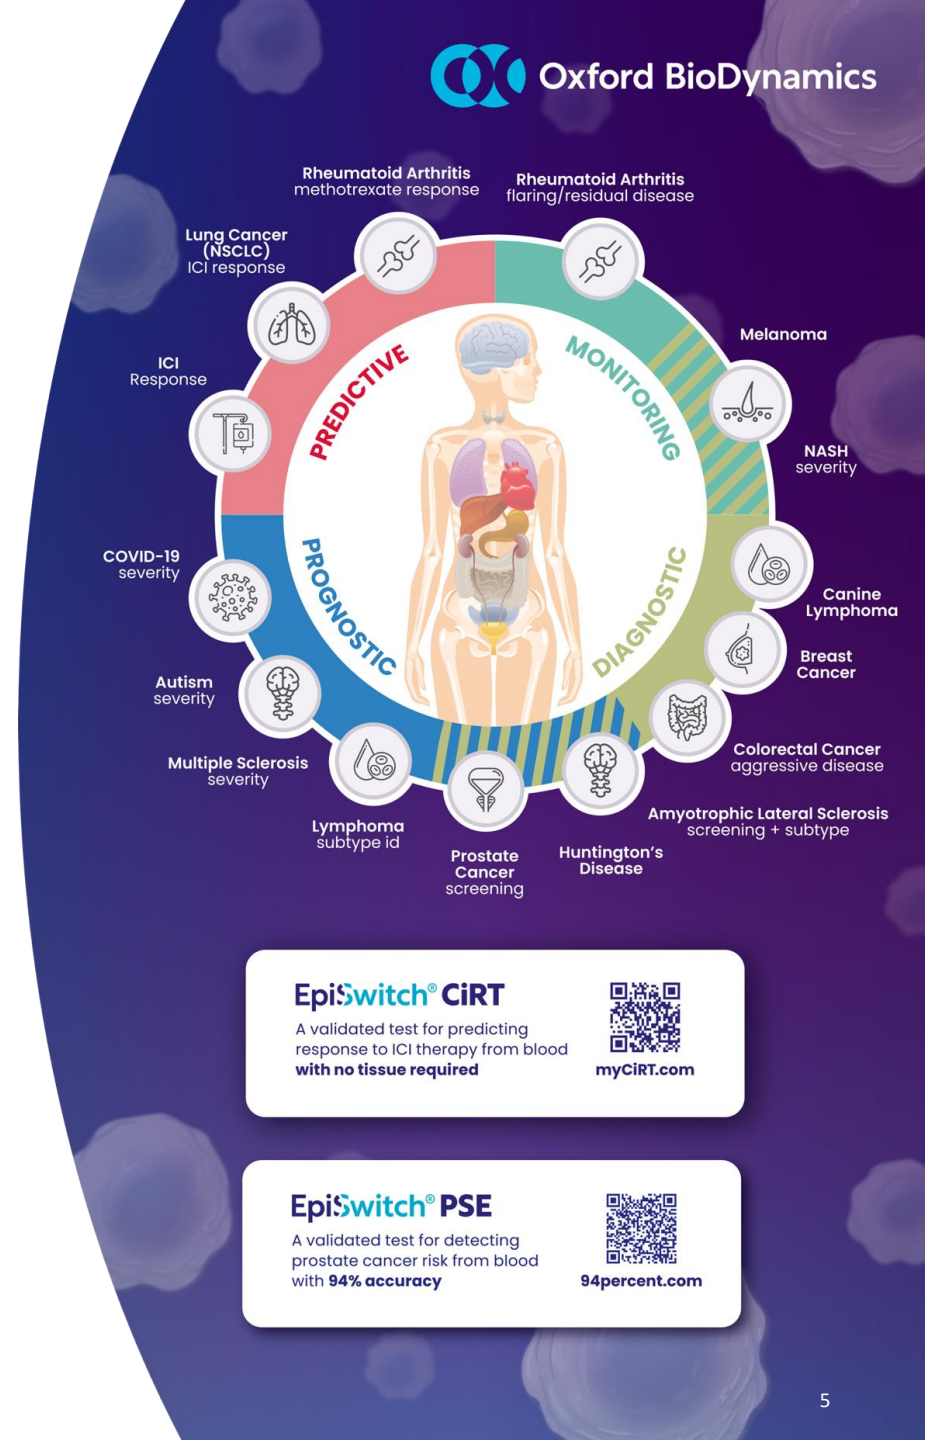 Oxford BioDynamics
Rheumatoid Arthritis
methotrexate response
Rheumatoid Arthritis
flaring/residual disease
Lung Cancer
(NSCLC)
ICI response
Melanoma
ICI
Response
PREDICTIVE
MONITORING
NASH
severity
COVID-19
severity
PROGNOSTIC
DIAGNOSTIC
Canine
Lymphoma
Breast
Cancer
Autism
severity
Colorectal Cancer
aggressive disease
Multiple Sclerosis
severity
Amyotrophic Lateral Sclerosis
screening + subtype
Lymphoma
subtype id
Prostate
Cancer
screening
Huntington's
Disease
EpiSwitch® CiRT
A validated test for predicting
response to ICI therapy from blood
with no tissue required
myCiRT.com
EpiSwitch® PSE
A validated test for detecting
prostate cancer risk from blood
with 94% accuracy
94percent.com
5